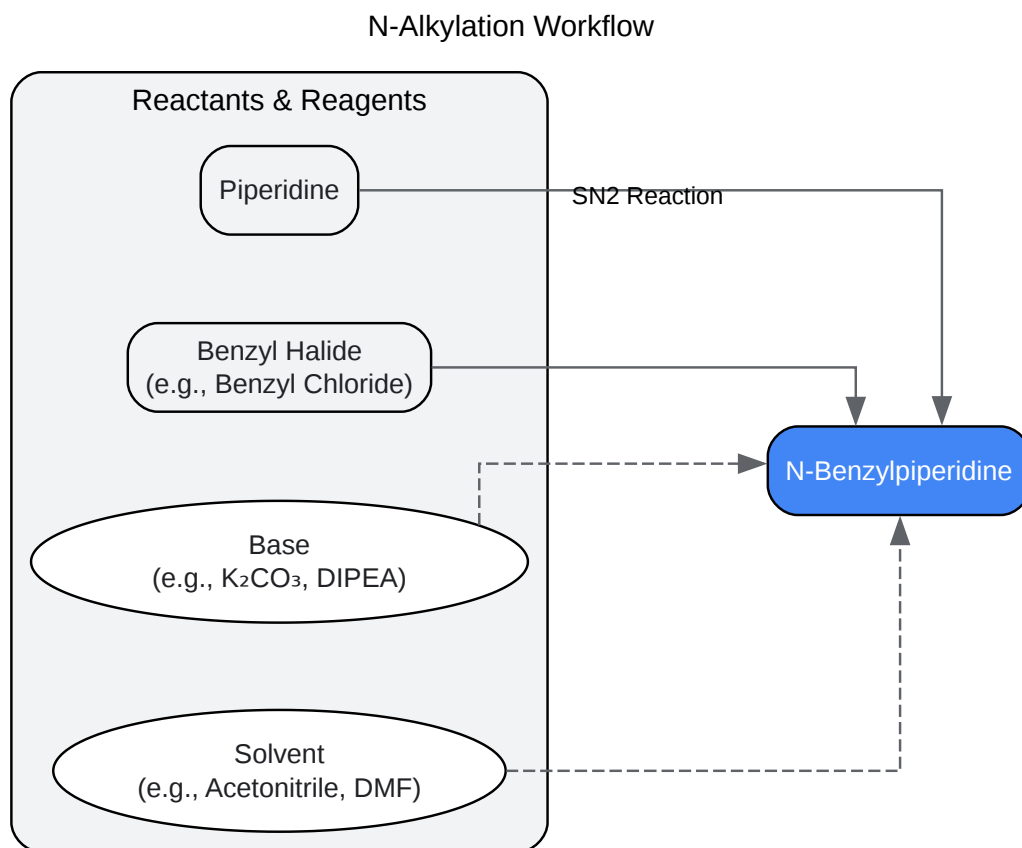 N-Alkylation Workflow
Reactants & Reagents
Piperidine
SN2 Reaction
Benzyl Halide
(e.g., Benzyl Chloride)
N-Benzylpiperidine
Base
(e.g., K₂CO₃, DIPEA)
Solvent
(e.g., Acetonitrile, DMF)